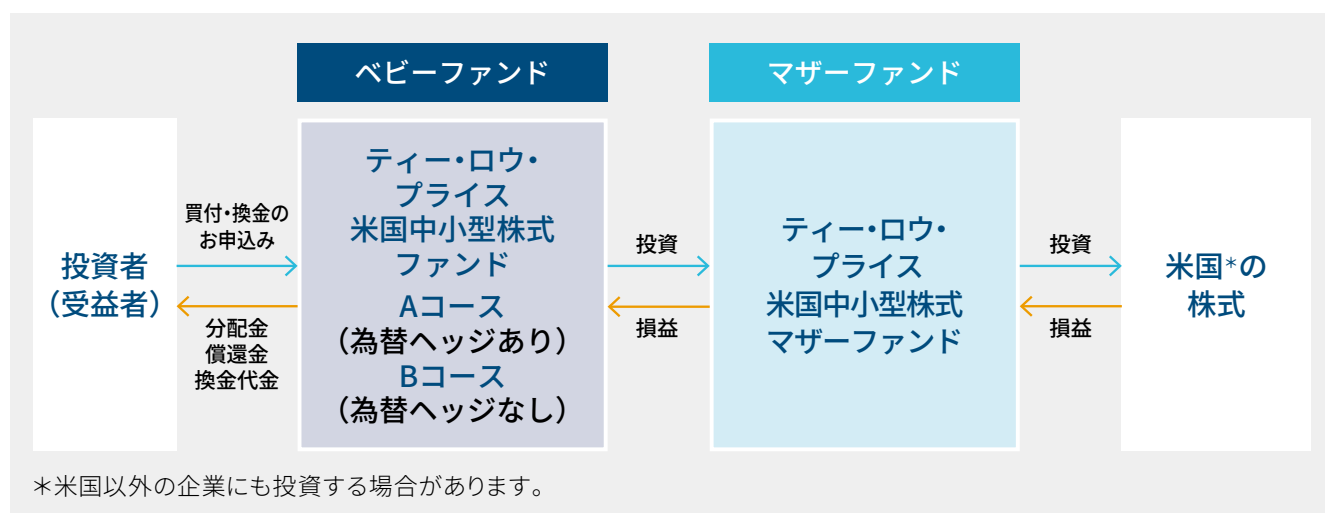 ベビーファンド
マザーファンド
投資者
（受益者）
買付・換金の
お申込み
分配金
償還金
換金代金
ティー・ロウ・
プライス
米国中小型株式
ファンド
Aコース
（為替ヘッジあり）
Bコース
（為替ヘッジなし）
投資
損益
ティー・ロウ・
プライス
米国中小型株式
マザーファンド
投資
損益
米国＊の
株式
＊米国以外の企業にも投資する場合があります。